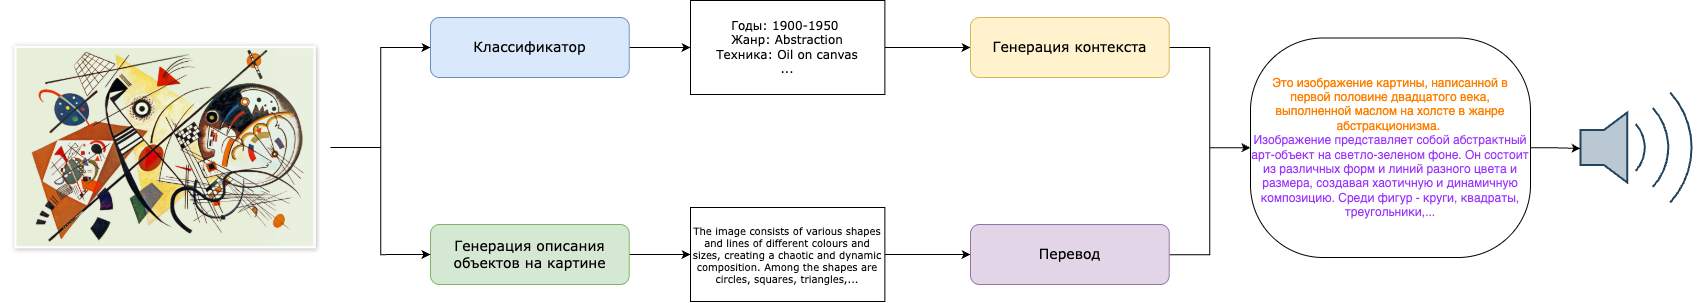 Классификатор
Годы: 1900-1950
Жанр: Abstraction
Техника: Oil on canvas
...
Генерация контекста
Генерация описания
объектов на картине
The image consists of various shapes
and lines of different colours and
sizes, creating a chaotic and dynamic
composition. Among the shapes are
circles, squares, triangles,...
Перевод
Это изображение картины, написанной в
первой половине двадцатого века,
выполненной маслом на холсте в жанре
абстракционизма.
Изображение представляет собой абстрактный
арт-объект на светло-зеленом фоне. Он состоит
из различных форм и линий разного цвета и
размера, создавая хаотичную и динамичную
композицию. Среди фигур - круги, квадраты,
треугольники,...